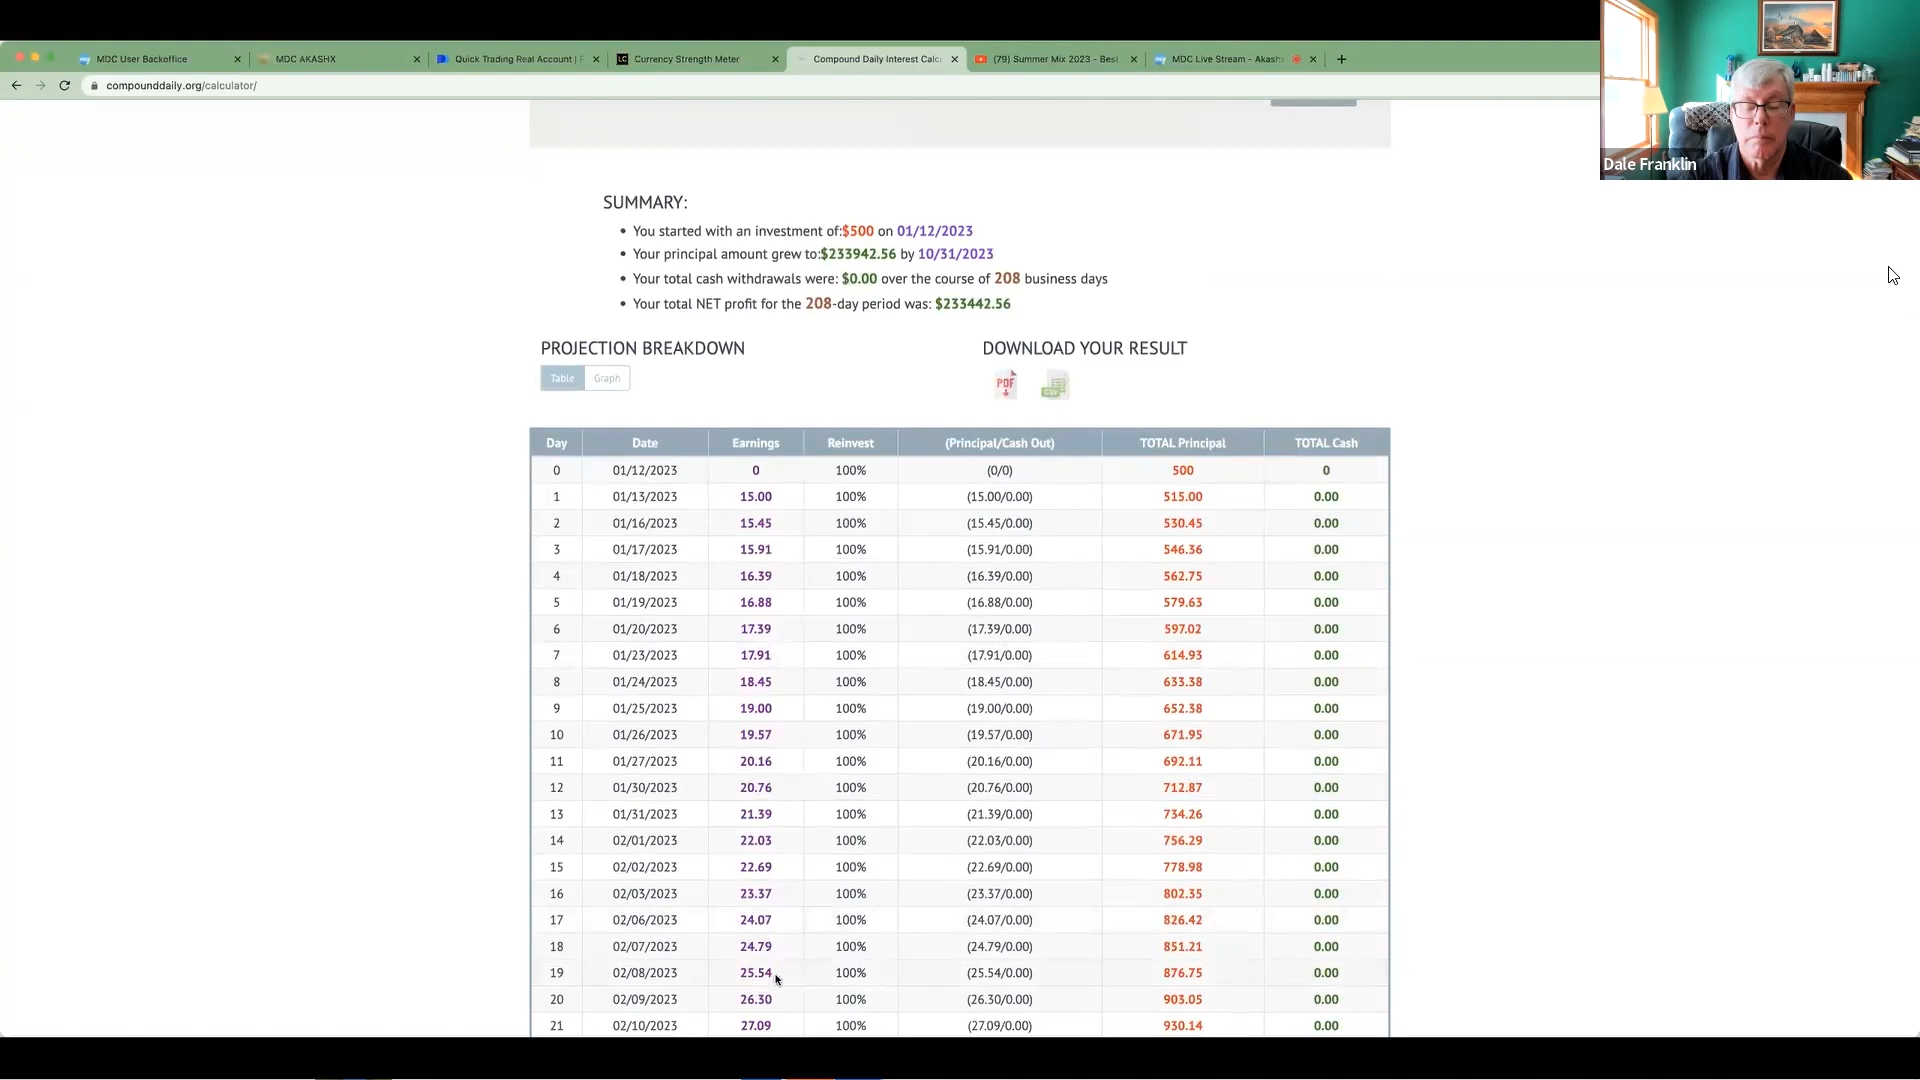 MDC User Backoffice
MDC AKASHX
Quick Trading Real Account |
Currency Strength Meter
Compound Daily Interest Calc
(79) Summer Mix 2023 - Best
MDC Live Stream - Akash
compounddaily.org/calculator/
Dale Franklin
SUMMARY:
• You started with an investment of:$500 on 01/12/2023
• Your principal amount grew to:$233942.56 by 10/31/2023
• Your total cash withdrawals were: $0.00 over the course of 208 business days
• Your total NET profit for the 208-day period was: $233442.56
PROJECTION BREAKDOWN
DOWNLOAD YOUR RESULT
Table Graph
PDF
Day Date Earnings Reinvest (Principal/Cash Out) TOTAL Principal TOTAL Cash
0 01/12/2023 0 100% (0/0) 500 0
1 01/13/2023 15.00 100% (15.00/0.00) 515.00 0.00
2 01/16/2023 15.45 100% (15.45/0.00) 530.45 0.00
3 01/17/2023 15.91 100% (15.91/0.00) 546.36 0.00
4 01/18/2023 16.39 100% (16.39/0.00) 562.75 0.00
5 01/19/2023 16.88 100% (16.88/0.00) 579.63 0.00
6 01/20/2023 17.39 100% (17.39/0.00) 597.02 0.00
7 01/23/2023 17.91 100% (17.91/0.00) 614.93 0.00
8 01/24/2023 18.45 100% (18.45/0.00) 633.38 0.00
9 01/25/2023 19.00 100% (19.00/0.00) 652.38 0.00
10 01/26/2023 19.57 100% (19.57/0.00) 671.95 0.00
11 01/27/2023 20.16 100% (20.16/0.00) 692.11 0.00
12 01/30/2023 20.76 100% (20.76/0.00) 712.87 0.00
13 01/31/2023 21.39 100% (21.39/0.00) 734.26 0.00
14 02/01/2023 22.03 100% (22.03/0.00) 756.29 0.00
15 02/02/2023 22.69 100% (22.69/0.00) 778.98 0.00
16 02/03/2023 23.37 100% (23.37/0.00) 802.35 0.00
17 02/06/2023 24.07 100% (24.07/0.00) 826.42 0.00
18 02/07/2023 24.79 100% (24.79/0.00) 851.21 0.00
19 02/08/2023 25.54 100% (25.54/0.00) 876.75 0.00
20 02/09/2023 26.30 100% (26.30/0.00) 903.05 0.00
21 02/10/2023 27.09 100% (27.09/0.00) 930.14 0.00